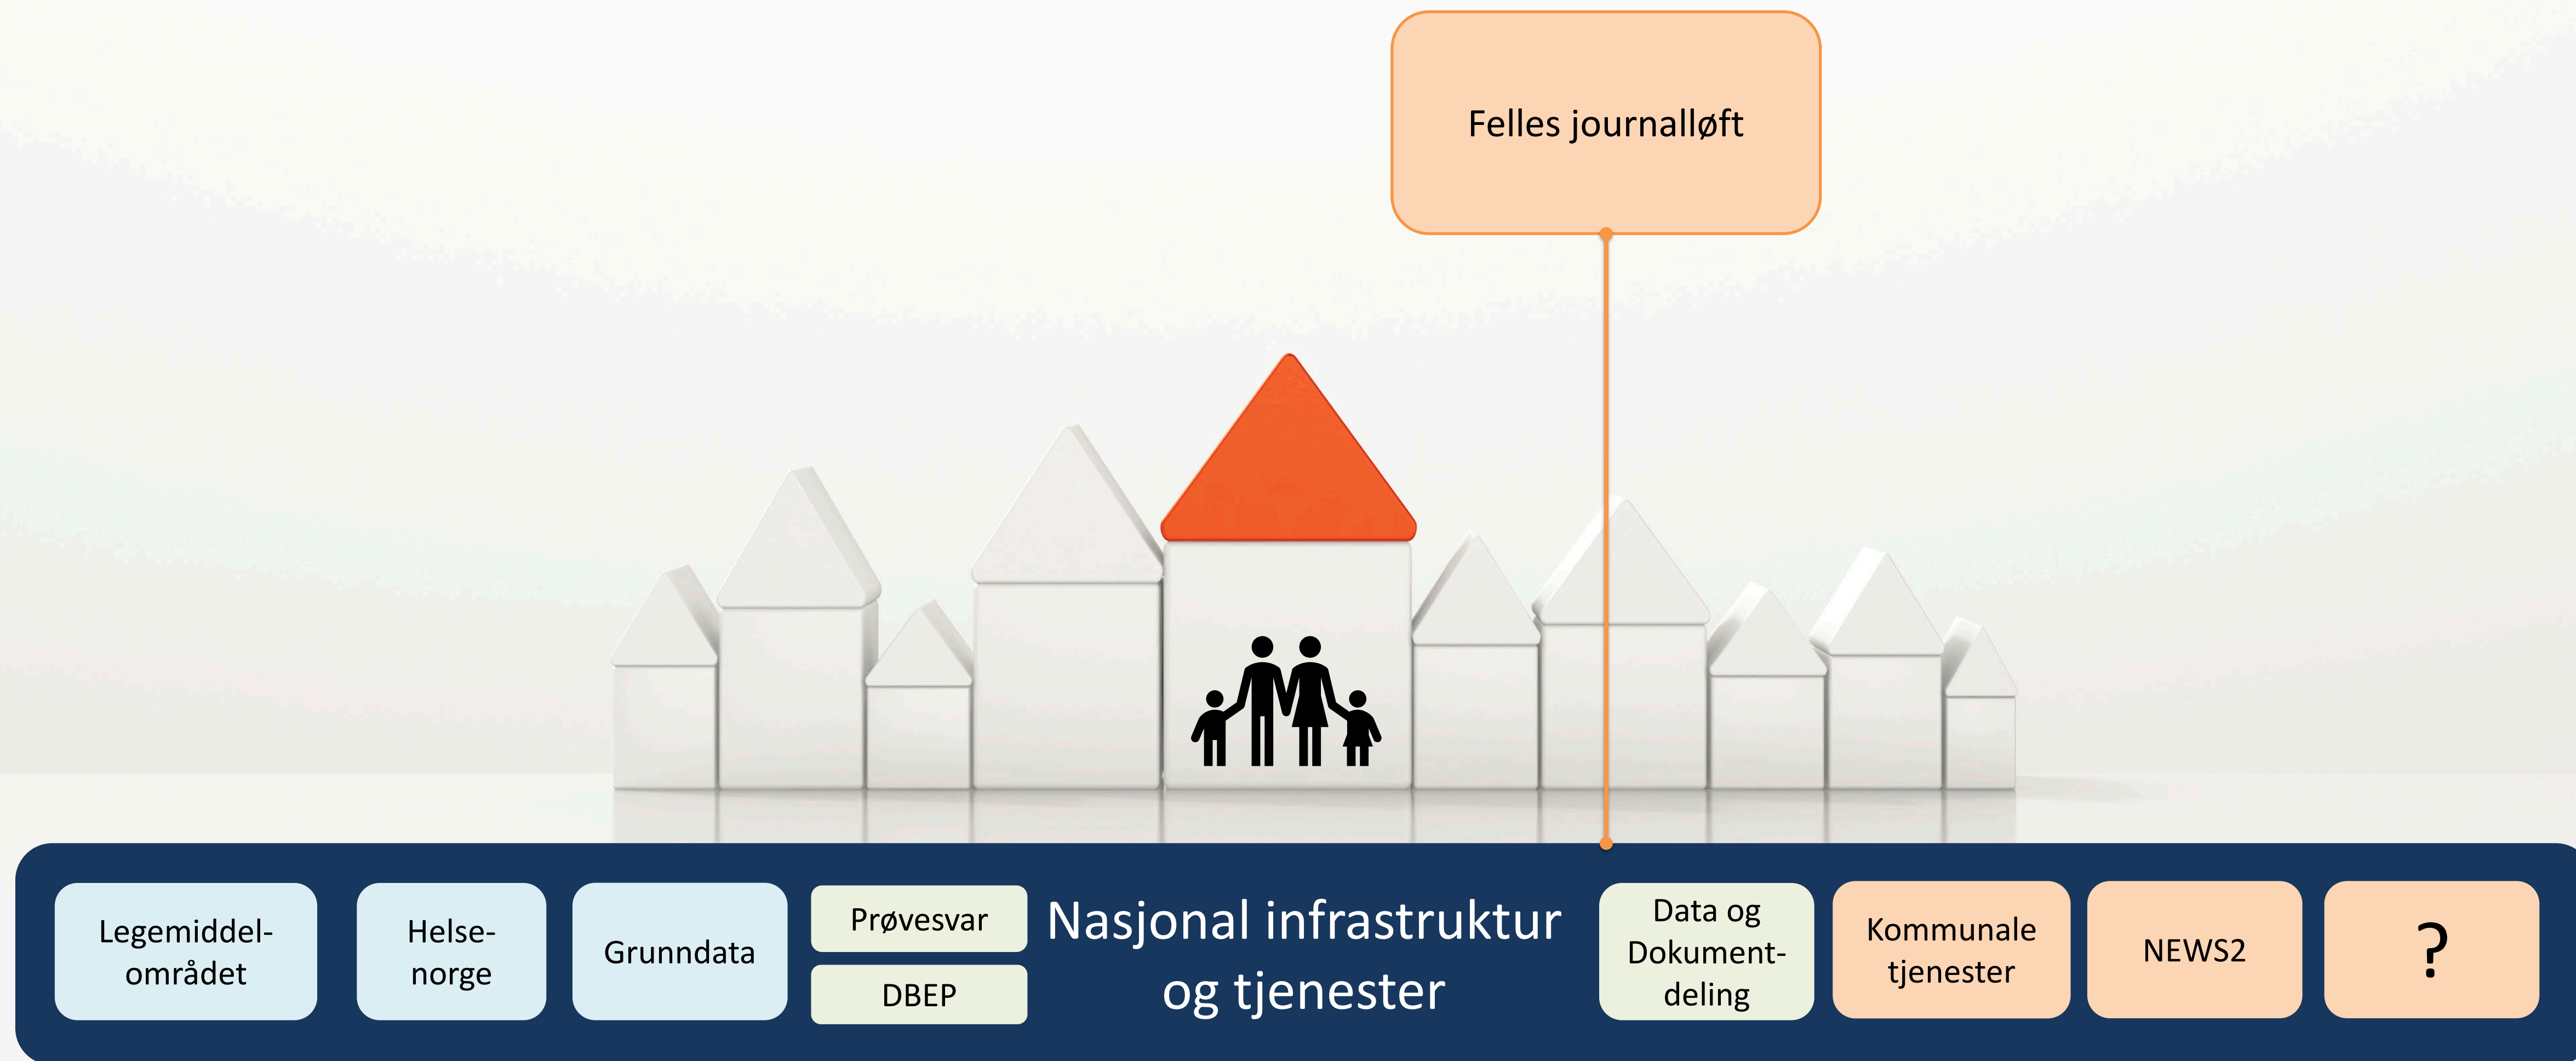 Felles journalløft
Legemiddel-
området
Helse-
norge
Grunndata
Prøvesvar
DBEP
Nasjonal infrastruktur
og tjenester
Data og
Dokument-
deling
Kommunale
tjenester
NEWS2
?